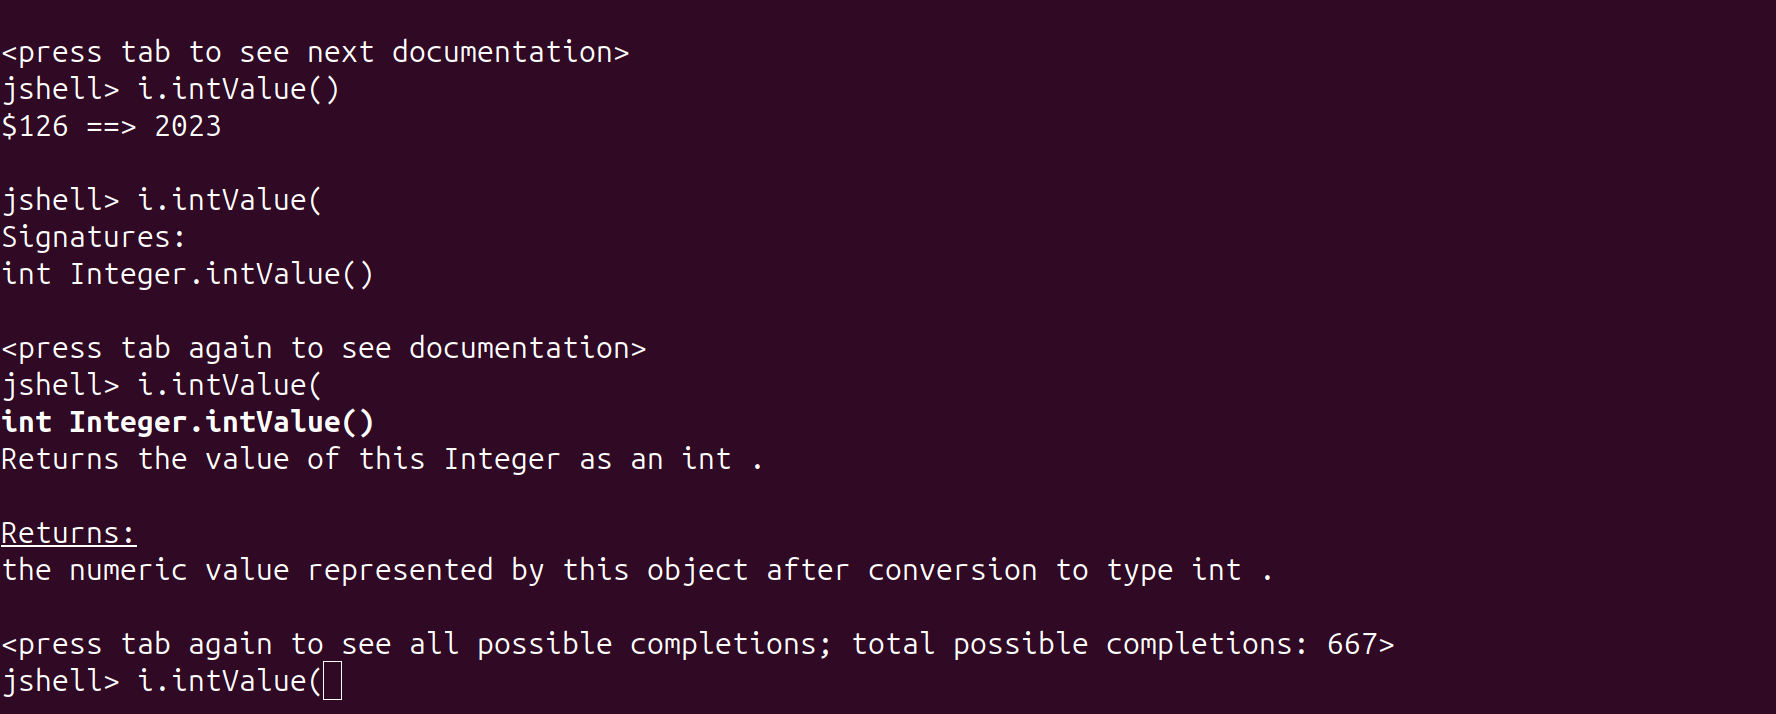 <press tab to see next documentation>
jshell> i.intValue()
$126 ==> 2023
jshell> i.intValue(
Signatures:
int Integer.intValue()
<press tab again to see documentation>
jshell> i.intValue(
int Integer.intValue()
Returns the value of this Integer as an int .
Returns:
the numeric value represented by this object after conversion to type int .
<press tab again to see all possible completions; total possible completions: 667>
jshell> i.intValue(